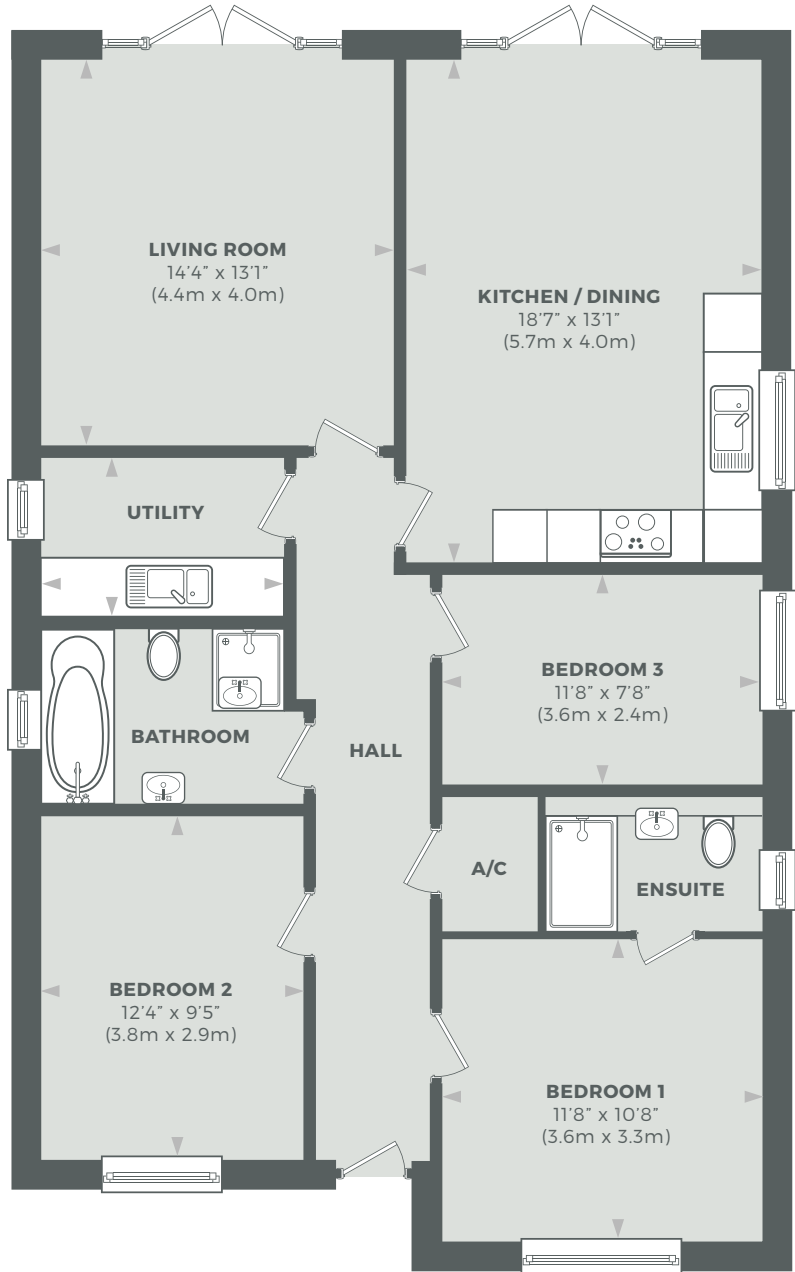 LIVING ROOM
14’4” x 13’1”
(4.4m x 4.0m)
KITCHEN / DINING
18’7” x 13’1”
(5.7m x 4.0m)
UTILITY
BEDROOM 3
11’8” x 7’8”
(3.6m x 2.4m)
BATHROOM
HALL
A/C
ENSUITE
BEDROOM 2
12’4” x 9’5”
(3.8m x 2.9m)
BEDROOM 1
11’8” x 10’8”
(3.6m x 3.3m)